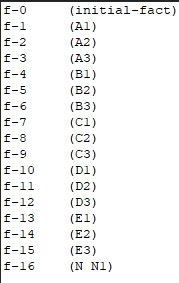 f-0 (initial-fact)
f-1 (A1)
f-2 (A2)
f-3 (A3)
f-4 (B1)
f-5 (B2)
f-6 (B3)
f-7 (C1)
f-8 (C2)
f-9 (C3)
f-10 (D1)
f-11 (D2)
f-12 (D3)
f-13 (E1)
f-14 (E2)
f-15 (E3)
f-16 (N N1)